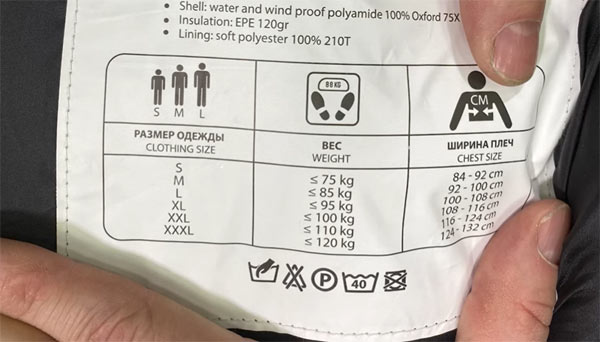 • Shell: water and wind proof polyamide 100% Oxford 75X
• Insulation: EPE 120gr
• Lining: soft polyester 100% 210T
S M L
88 KG
CM
РАЗМЕР ОДЕЖДЫ
CLOTHING SIZE
ВЕС
WEIGHT
ШИРИНА ПЛЕЧ
CHEST SIZE
S ≤ 75 kg 84 - 92 cm
M ≤ 85 kg 92 - 100 cm
L ≤ 95 kg 100 - 108 cm
XL ≤ 100 kg 108 - 116 cm
XXL ≤ 110 kg 116 - 124 cm
XXXL ≤ 120 kg 124- 132 cm
P 40